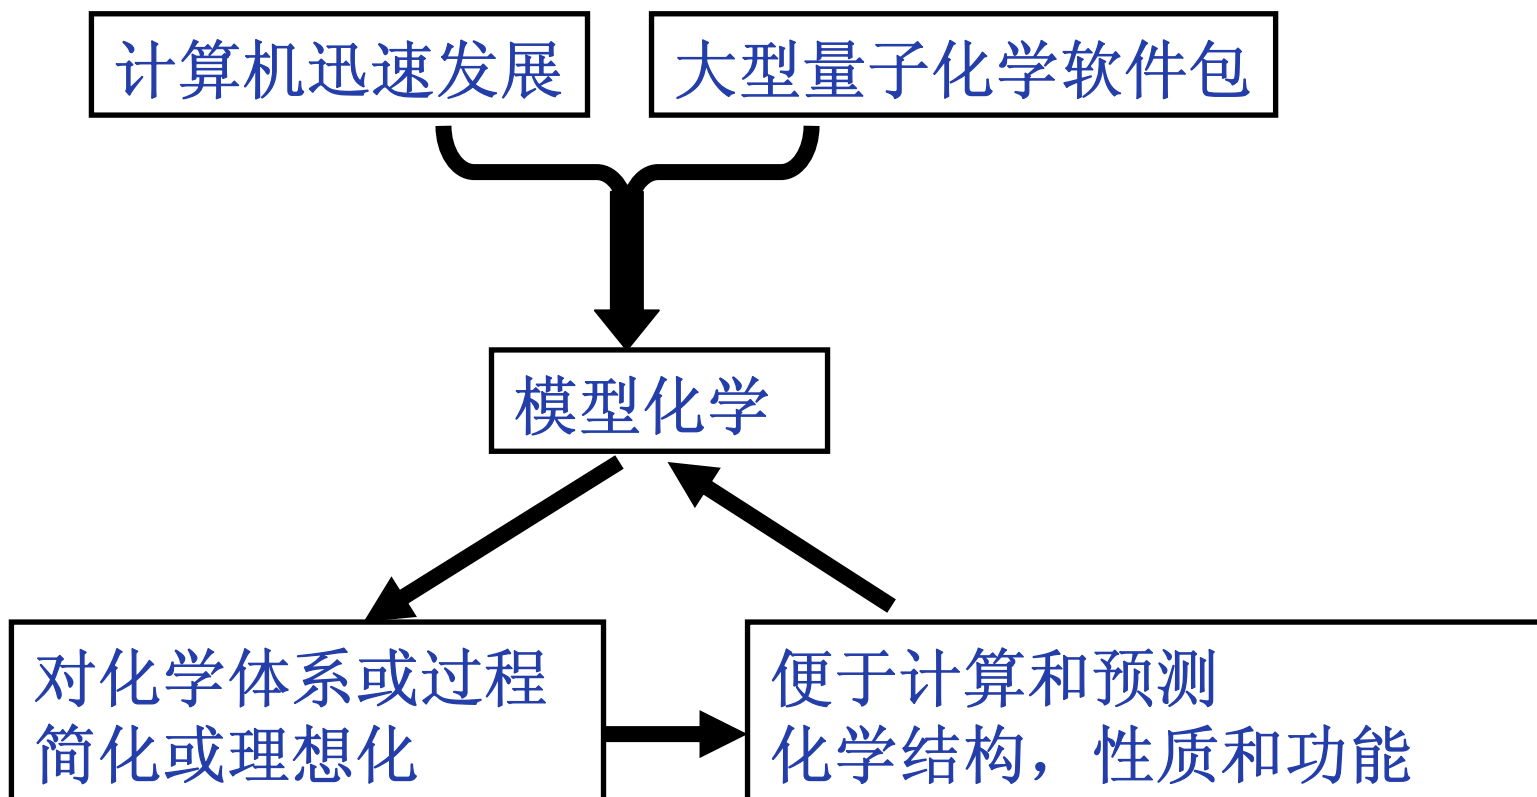 计算机迅速发展
大型量子化学软件包
模型化学
对化学体系或过程
简化或理想化
便于计算和预测
化学结构，性质和功能